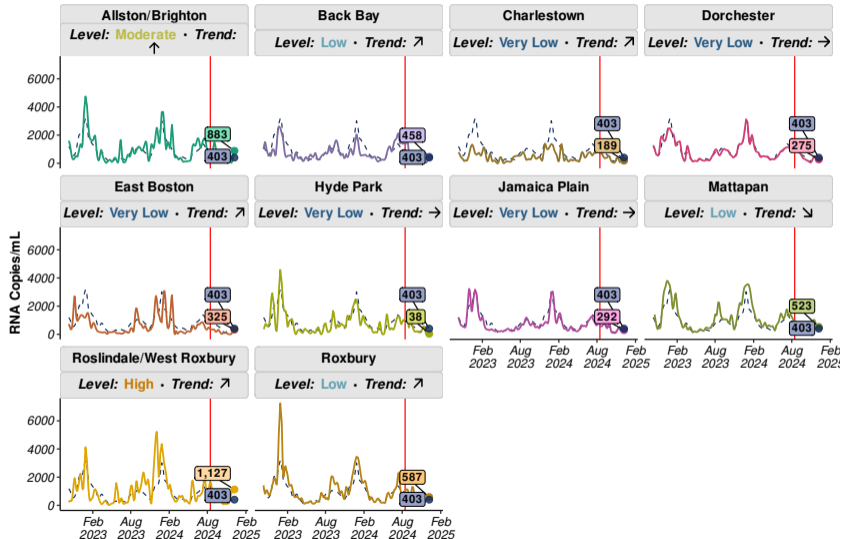 Allston/Brighton
Level: Moderate • Trend:
↑
Back Bay
Level: Low • Trend: ↗
Charlestown
Level: Very Low • Trend: ↗
Dorchester
Level: Very Low • Trend: →
6000
4000
2000
0
883
403
458
403
403
189
403
275
East Boston
Level: Very Low • Trend: ↗
Hyde Park
Level: Very Low • Trend: →
Jamaica Plain
Level: Very Low • Trend: →
Mattapan
Level: Low • Trend: ↘
RNA Copies/mL
6000
4000
2000
0
403
325
403
38
403
292
523
403
Feb 2023
Aug 2023
Feb 2024
Aug 2024
Feb 2025
Feb 2023
Aug 2023
Feb 2024
Aug 2024
Feb 2025
Roslindale/West Roxbury
Level: High • Trend: ↗
Roxbury
Level: Low • Trend: ↗
6000
4000
2000
0
1,127
403
587
403
Feb 2023
Aug 2023
Feb 2024
Aug 2024
Feb 2025
Feb 2023
Aug 2023
Feb 2024
Aug 2024
Feb 2025